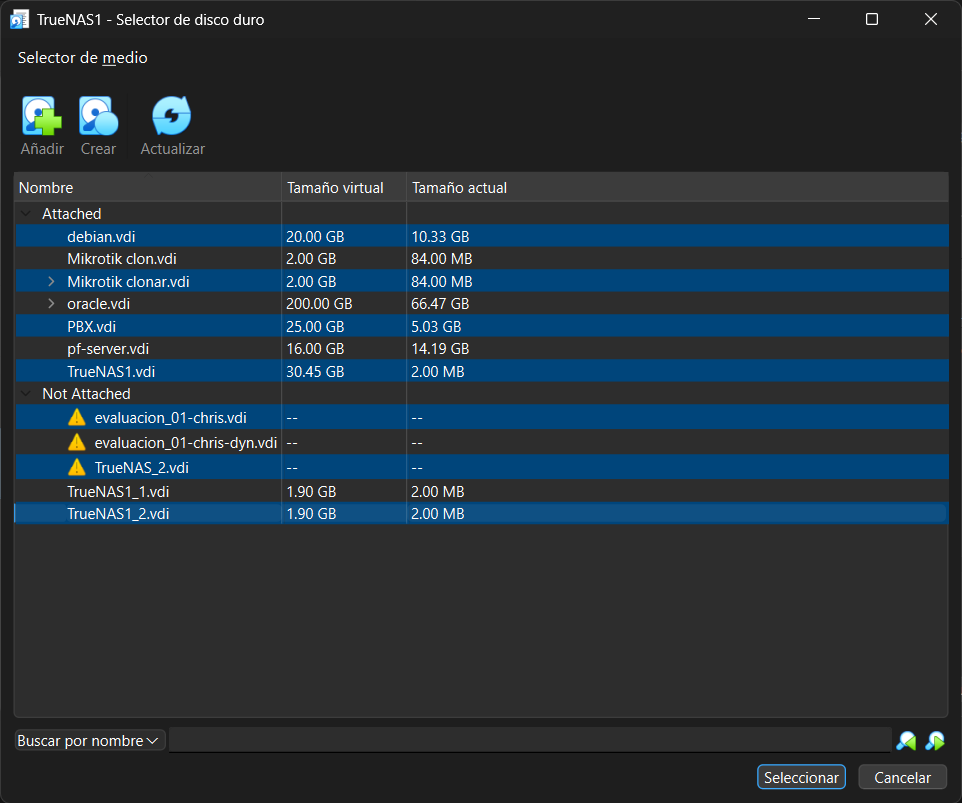 TrueNAS1 - Selector de disco duro
Selector de medio
Añadir Crear Actualizar
Nombre Tamaño virtual Tamaño actual
Attached
debian.vdi 20.00 GB 10.33 GB
Mikrotik clon.vdi 2.00 GB 84.00 MB
Mikrotik clonar.vdi 2.00 GB 84.00 MB
oracle.vdi 200.00 GB 66.47 GB
PBX.vdi 25.00 GB 5.03 GB
pf-server.vdi 16.00 GB 14.19 GB
TrueNAS1.vdi 30.45 GB 2.00 MB
Not Attached
evaluacion_01-chris.vdi -- --
evaluacion_01-chris-dyn.vdi -- --
TrueNAS_2.vdi -- --
TrueNAS1_1.vdi 1.90 GB 2.00 MB
TrueNAS1_2.vdi 1.90 GB 2.00 MB
Buscar por nombre
Seleccionar Cancelar